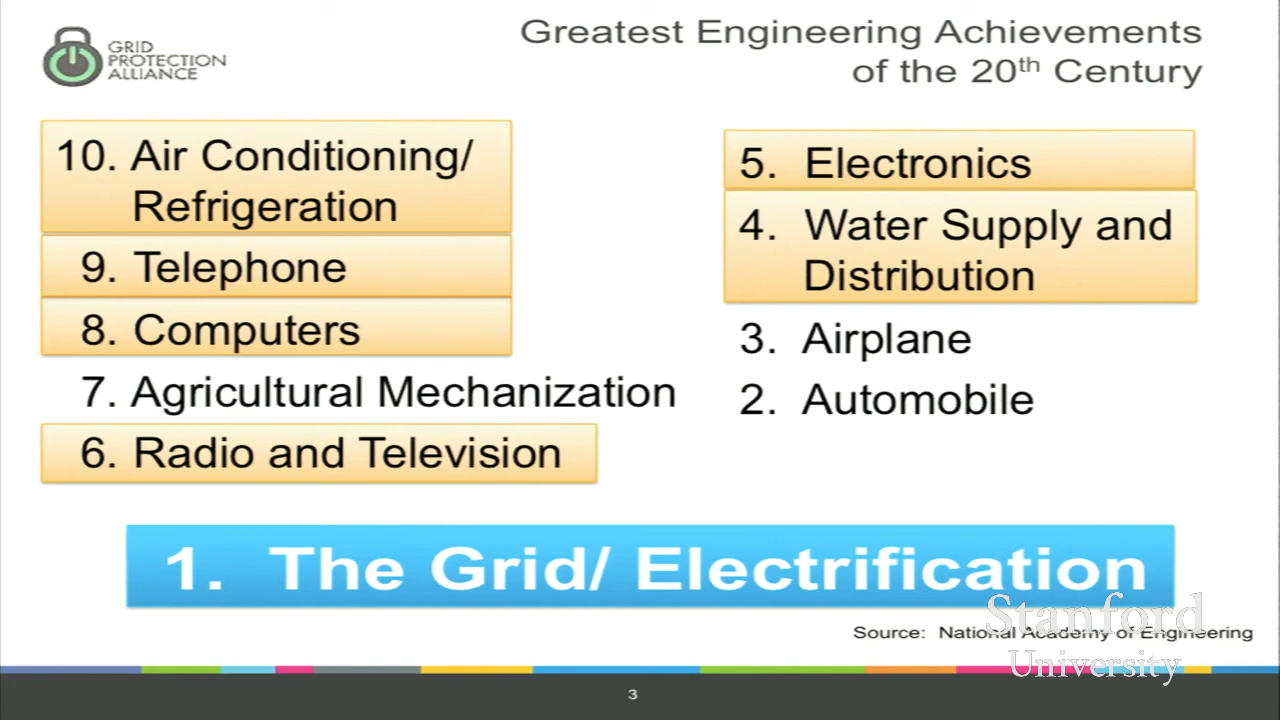 GRID
PROTECTION
ALLIANCE
Greatest Engineering Achievements
of the 20th Century
10. Air Conditioning/
Refrigeration
9. Telephone
8. Computers
7. Agricultural Mechanization
6. Radio and Television
5. Electronics
4. Water Supply and
Distribution
3. Airplane
2. Automobile
1. The Grid/ Electrification
Source: National Academy of Engineering
Stanford
University
3